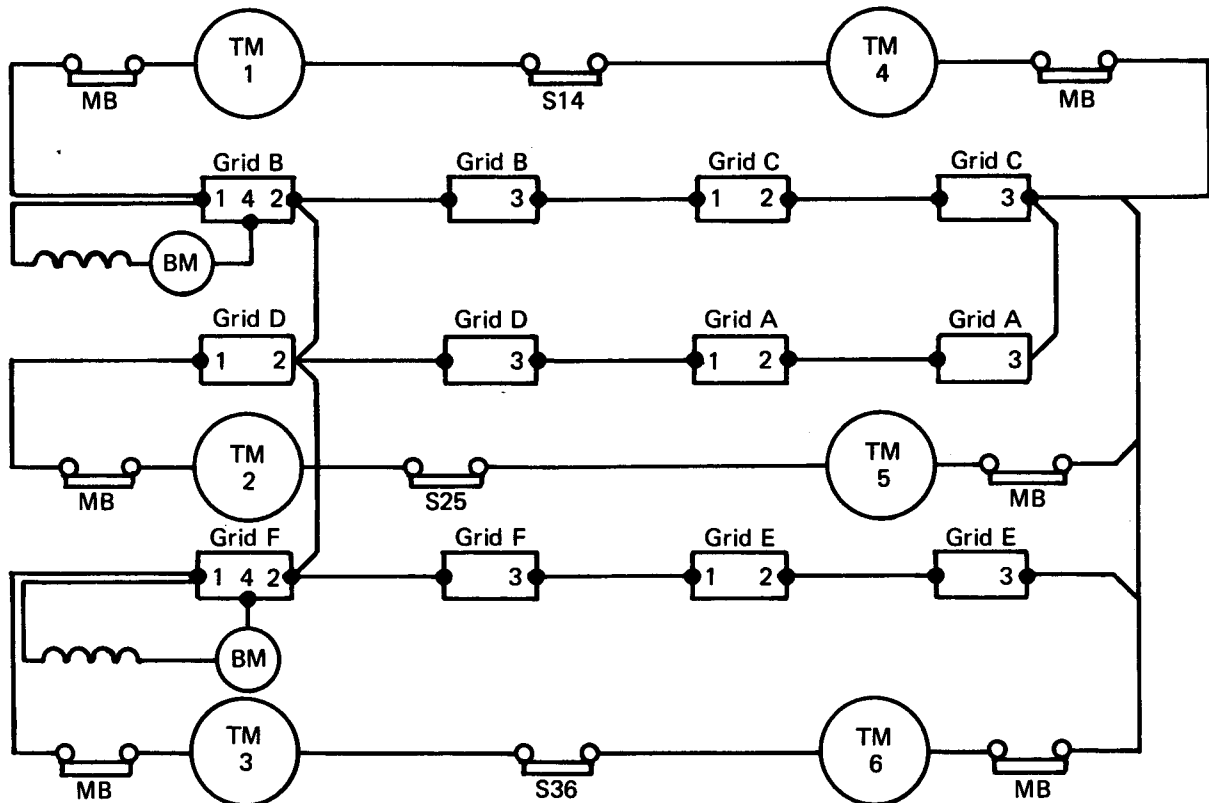 TM 1
S14
TM 4
MB
MB
Grid B
Grid B
Grid C
Grid C
1 4 2
3
1 2
3
BM
Grid D
Grid D
Grid A
Grid A
1 2
3
1 2
3
TM 2
TM 5
MB
S25
MB
Grid F
Grid F
Grid E
Grid E
1 4 2
3
1 2
3
BM
TM 3
TM 6
MB
S36
MB